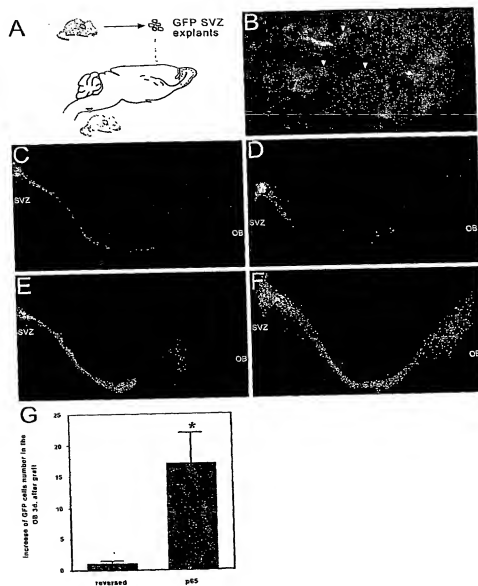 A
GFP SVZ
explants
B
C
SVZ
OB
D
SVZ
OB
E
SVZ
OB
F
SVZ
OB
G
Increase of GFP cells number in the
OB 3d. after graft
25
20
15
10
5
0
*
reversed
p65